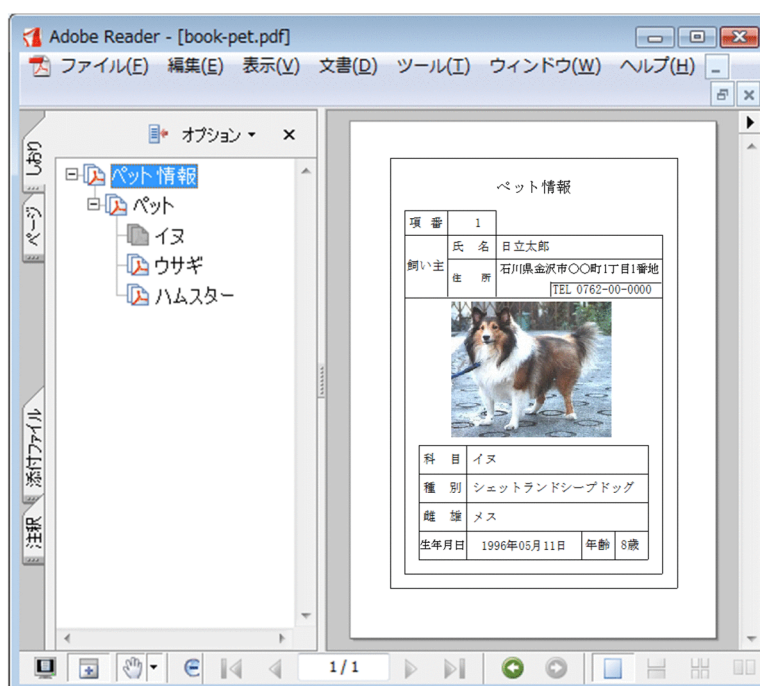 Adobe Reader - [book-pet.pdf]
ファイル(F) 編集(E) 表示(V) 文書(D) ツール(T) ウィンドウ(W) ヘルプ(H)
しおり
ページ
添付ファイル
注釈
オプション
ペット情報
ペット
イヌ
ウサギ
ハムスター
ペット情報
項 番 1
飼い主
氏 名 日立太郎
住 所 石川県金沢市〇〇町1丁目1番地
TEL 0762-00-0000
科 目 イヌ
種 別 シェットランドシープドッグ
雌 雄 メス
生年月日 1996年05月11日 年齢 8歳
1/1